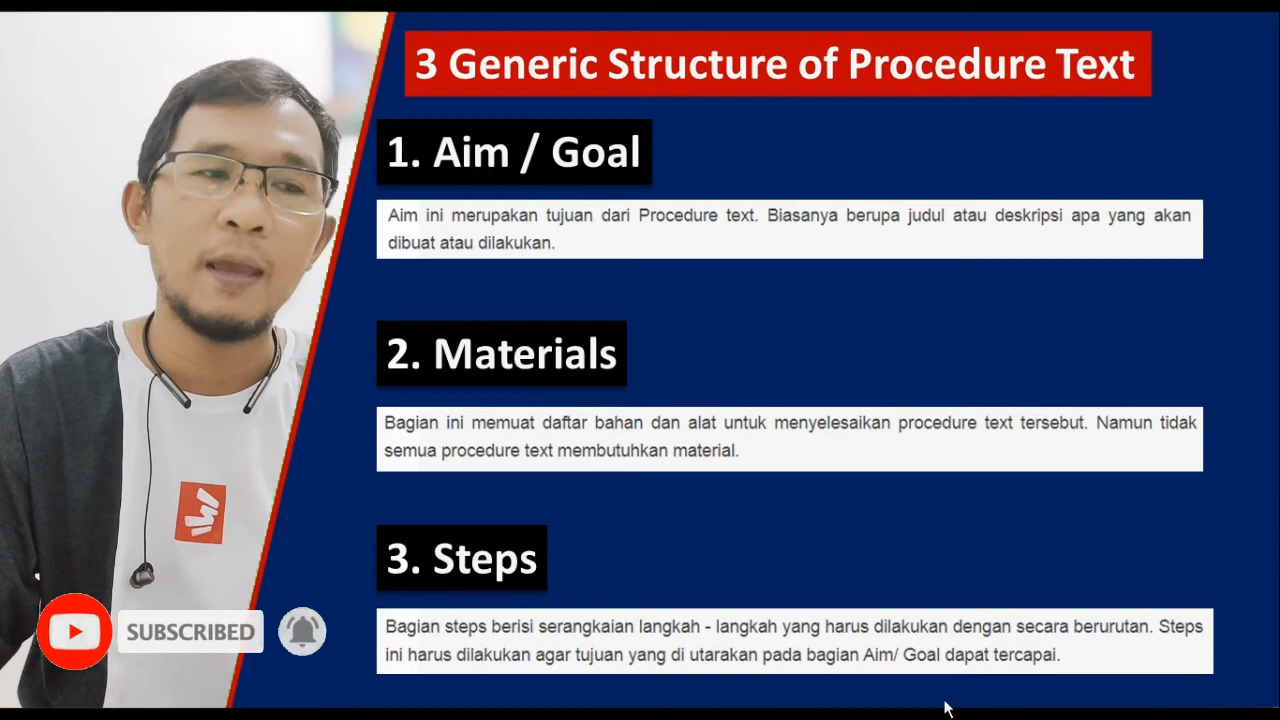 3 Generic Structure of Procedure Text
1. Aim / Goal
Aim ini merupakan tujuan dari Procedure text. Biasanya berupa judul atau deskripsi apa yang akan
dibuat atau dilakukan.
2. Materials
Bagian ini memuat daftar bahan dan alat untuk menyelesaikan procedure text tersebut. Namun tidak
semua procedure text membutuhkan material.
3. Steps
Bagian steps berisi serangkaian langkah - langkah yang harus dilakukan dengan secara berurutan. Steps
ini harus dilakukan agar tujuan yang di utarakan pada bagian Aim/ Goal dapat tercapai.
SUBSCRIBED